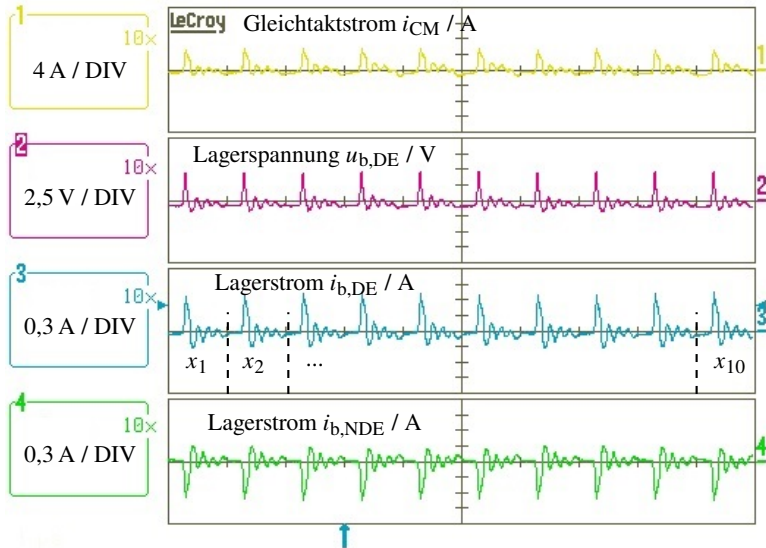 1
10×
4 A / DIV
LeCroy
Gleichtaktstrom iCM / A
1
2
10×
2,5 V / DIV
Lagerspannung ub,DE / V
2
3
10×
0,3 A / DIV
Lagerstrom ib,DE / A
3
x1
x2
...
x10
4
10×
0,3 A / DIV
Lagerstrom ib,NDE / A
4